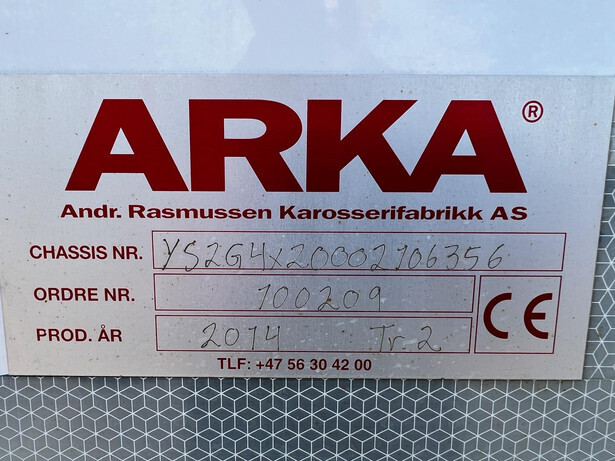 ARKA®
Andr. Rasmussen Karosserifabrikk AS
CHASSIS NR. YS2G4X20002106356
ORDRE NR. 100209
PROD. ÅR 2014 Tr. 2
CE
TLF: +47 56 30 42 00